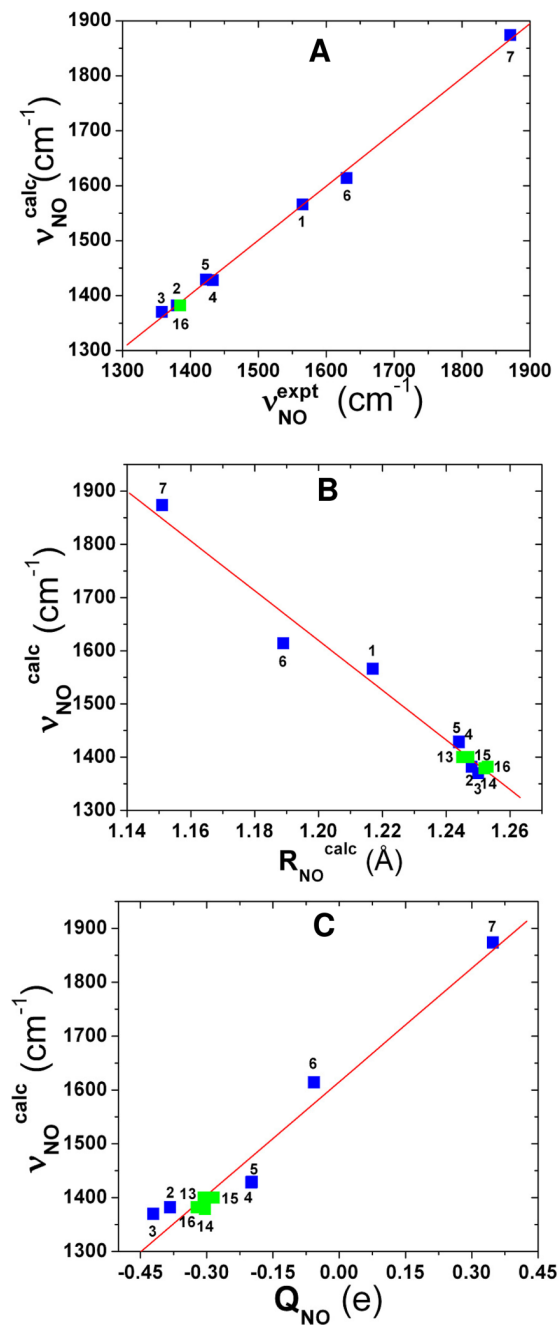 A
1900
1800
1700
1600
1500
1400
1300
ν_NO^calc (cm⁻¹)
7
6
1
5
4
3
2
16
1300 1400 1500 1600 1700 1800 1900
ν_NO^expt (cm⁻¹)
B
1900
1800
1700
1600
1500
1400
1300
ν_NO^calc (cm⁻¹)
7
6
1
5 4
13 15 16
2 14
3
1.14 1.16 1.18 1.20 1.22 1.24 1.26
R_NO^calc (Å)
C
1900
1800
1700
1600
1500
1400
1300
ν_NO^calc (cm⁻¹)
7
6
5
4
2 13 15
3 16 14
-0.45 -0.30 -0.15 0.00 0.15 0.30 0.45
Q_NO (e)